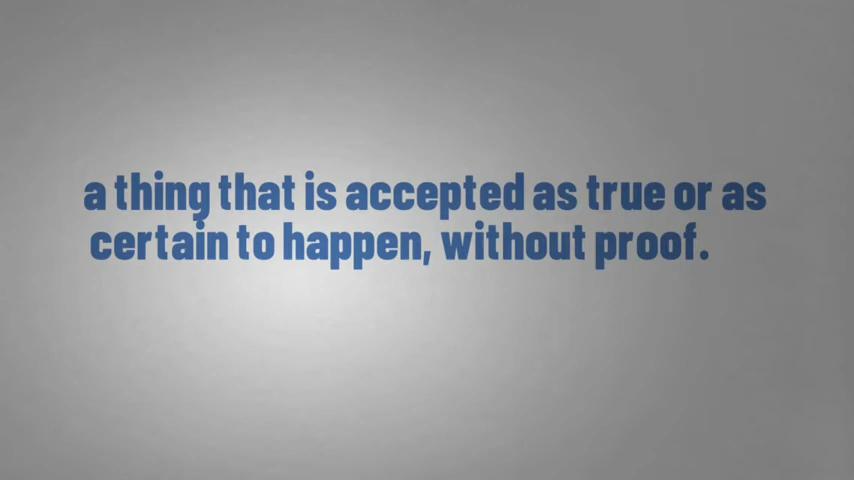 a thing that is accepted as true or as
certain to happen, without proof.